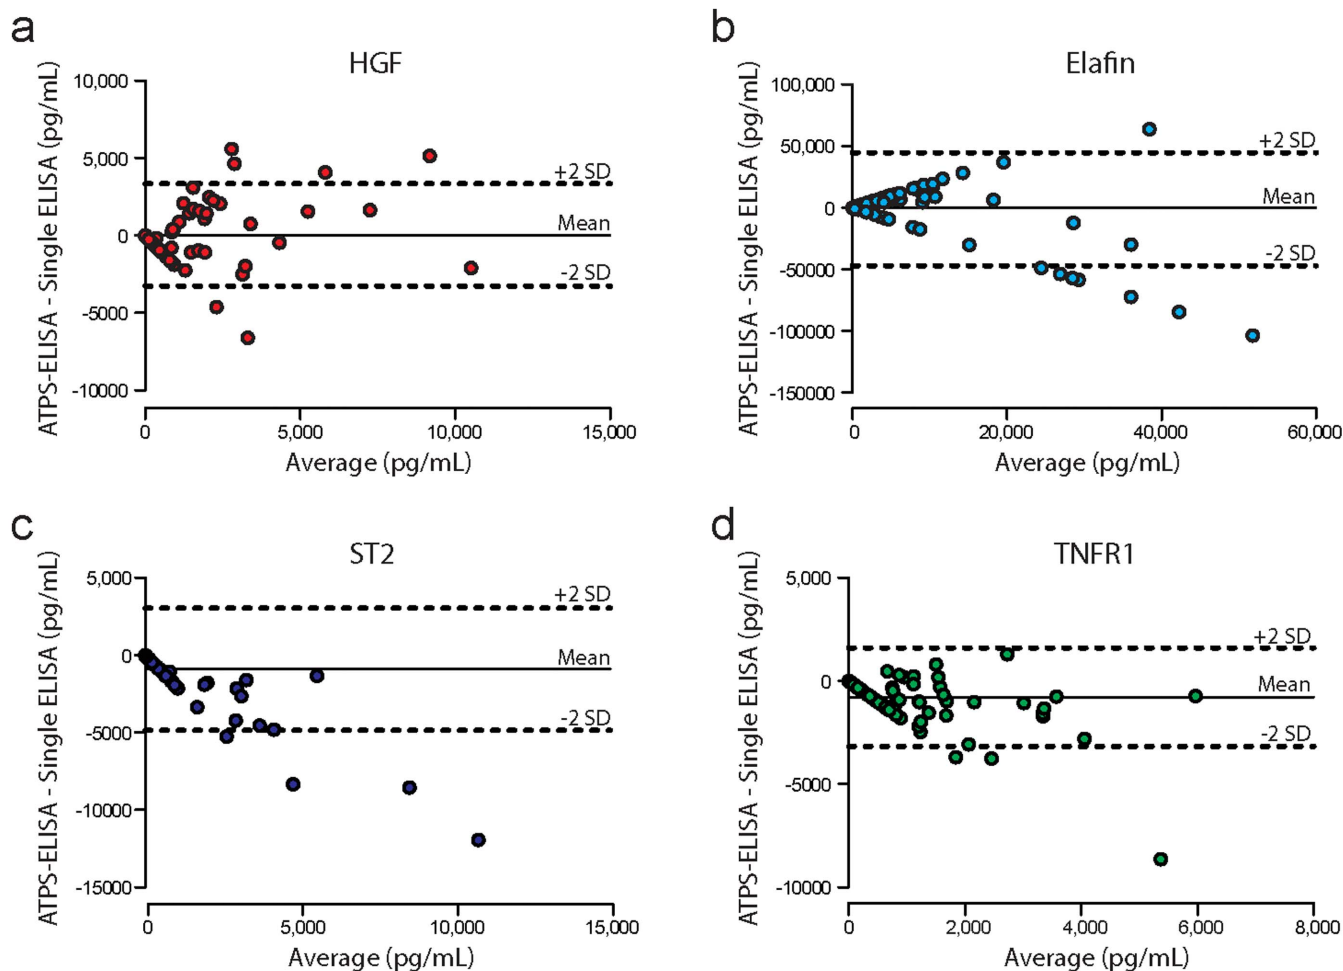 a
HGF
ATPS-ELISA - Single ELISA (pg/mL)
10,000
5,000
0
-5000
-10000
+2 SD
Mean
-2 SD
0
5,000
10,000
15,000
Average (pg/mL)
b
Elafin
ATPS-ELISA - Single ELISA (pg/mL)
100,000
50,000
0
-50000
-100000
-150000
+2 SD
Mean
-2 SD
0
20,000
40,000
60,000
Average (pg/mL)
c
ST2
ATPS-ELISA - Single ELISA (pg/mL)
5,000
0
-5000
-10000
-15000
+2 SD
Mean
-2 SD
0
5,000
10,000
15,000
Average (pg/mL)
d
TNFR1
ATPS-ELISA - Single ELISA (pg/mL)
5,000
0
-5000
-10000
+2 SD
Mean
-2 SD
0
2,000
4,000
6,000
8,000
Average (pg/mL)